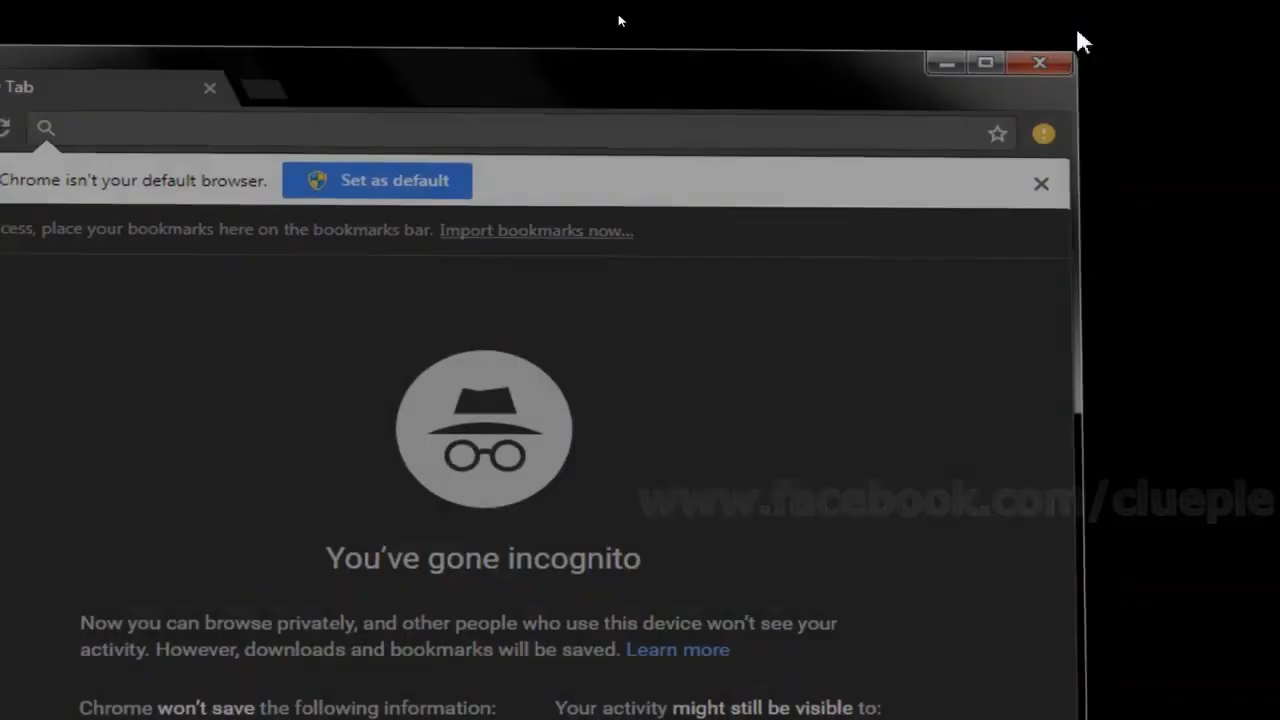 Tab
Chrome isn't your default browser. Set as default
cess, place your bookmarks here on the bookmarks bar. Import bookmarks now...
www.facebook.com/clueple
You've gone incognito
Now you can browse privately, and other people who use this device won't see your
activity. However, downloads and bookmarks will be saved. Learn more
Chrome won't save the following information:
Your activity might still be visible to: